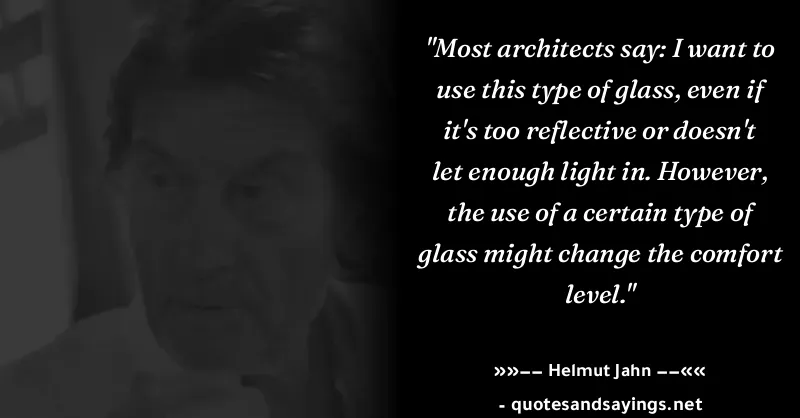 "Most architects say: I want to
use this type of glass, even if
it's too reflective or doesn't
let enough light in. However,
the use of a certain type of
glass might change the comfort
level."
»»−− Helmut Jahn −−««
- quotesandsayings.net